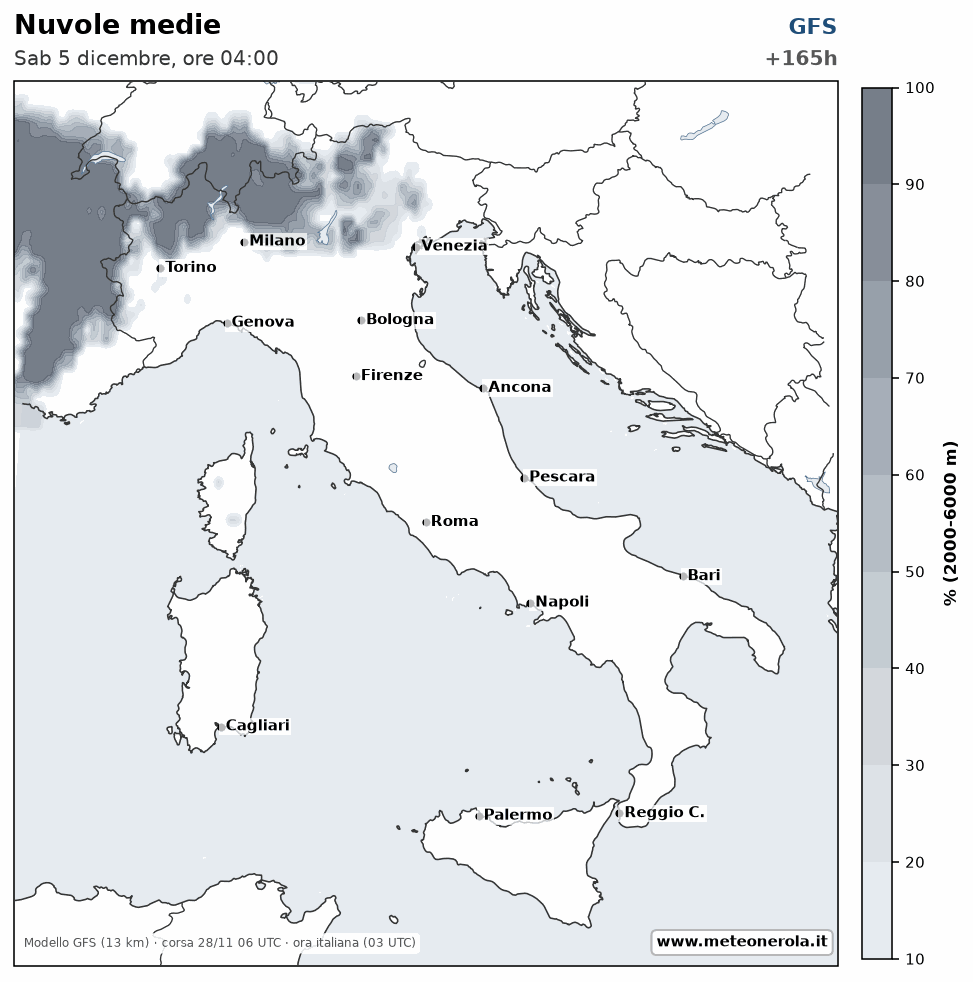 Nuvole medie
GFS
Sab 5 dicembre, ore 04:00
+165h
Milano
Venezia
Torino
Genova
Bologna
Firenze
Ancona
Pescara
Roma
Bari
Napoli
Cagliari
Palermo
Reggio C.
100
90
80
70
60
50
40
30
20
10
% (2000-6000 m)
Modello GFS (13 km) · corsa 28/11 06 UTC · ora italiana (03 UTC)
www.meteonerola.it